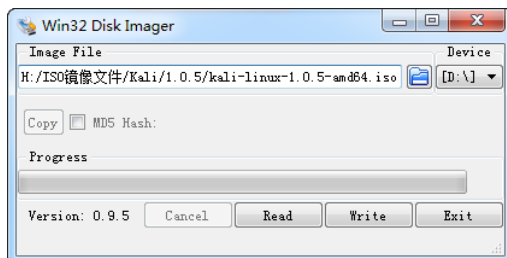 Win32 Disk Imager
Image File
Device
H:/ISO镜像文件/Kali/1.0.5/kali-linux-1.0.5-amd64.iso
[D:\]
Copy
MD5 Hash:
Progress
Version: 0.9.5
Cancel
Read
Write
Exit